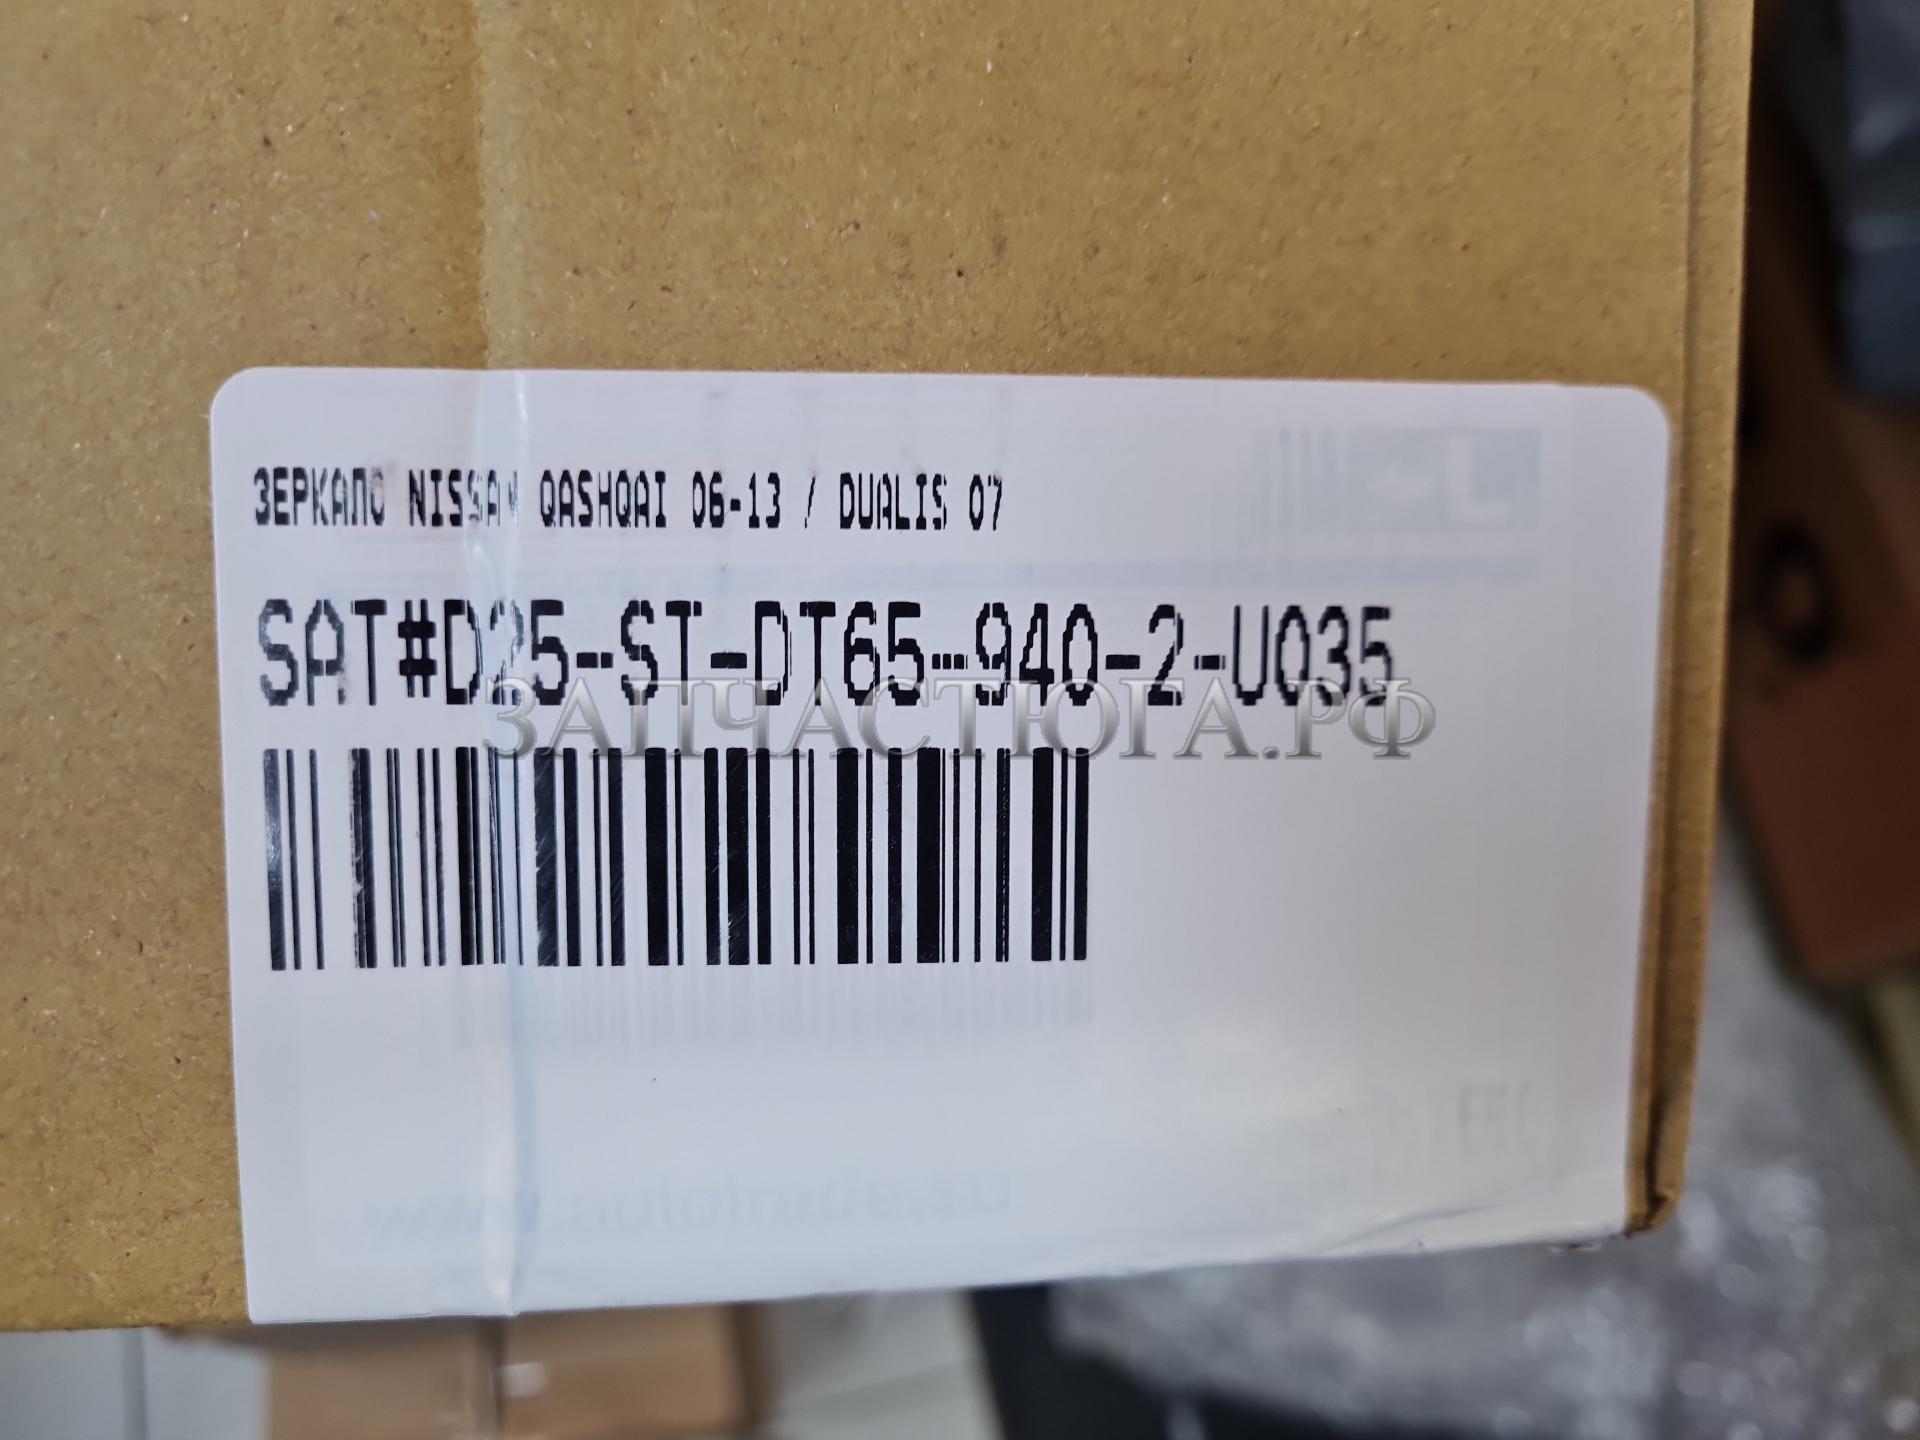 ЗЕРКАЛО NISSAN QASHQAI 06-13 / DUALIS 07
SAT#D25-ST-DT65-940-2-U035
ЗАПЧАСТЮГА.РФ